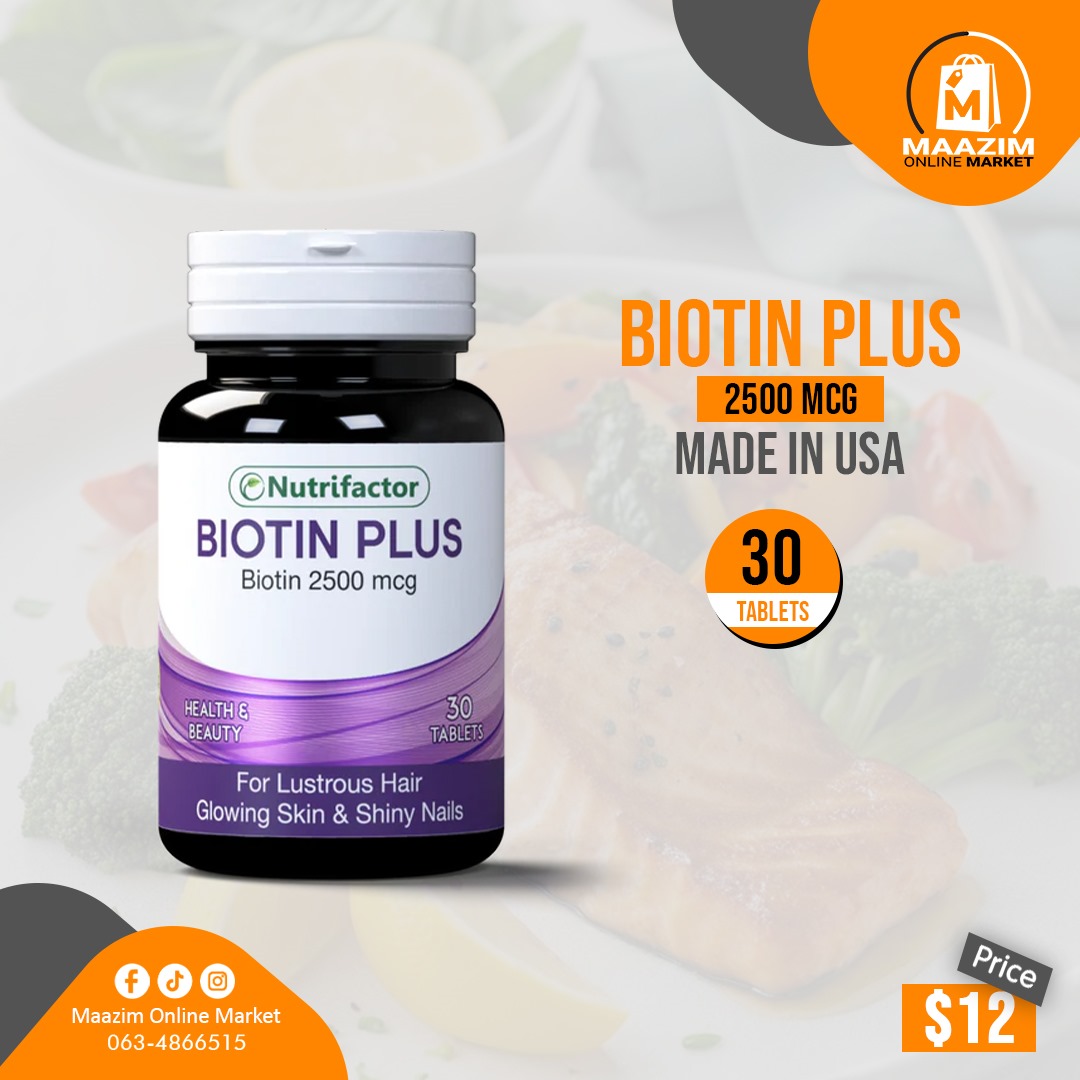 M
MAAZIM
ONLINE MARKET
BIOTIN PLUS
2500 MCG
MADE IN USA
30
TABLETS
Nutrifactor
BIOTIN PLUS
Biotin 2500 mcg
HEALTH &
BEAUTY
30
TABLETS
For Lustrous Hair
Glowing Skin & Shiny Nails
Maazim Online Market
063-4866515
Price
$12